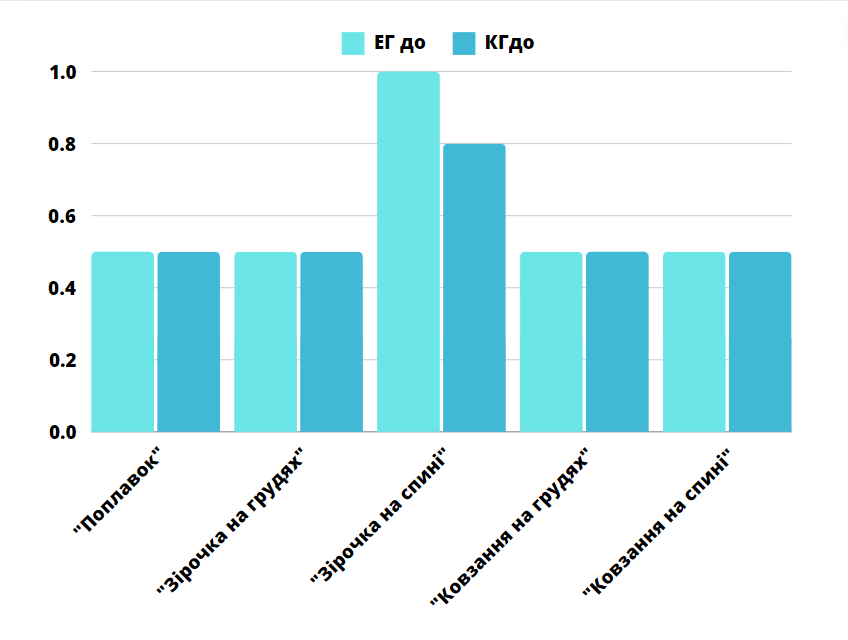 ЕГ до КГдо
1.0
0.8
0.6
0.4
0.2
0.0
"Поплавок"
"Зірочка на грудях"
"Зірочка на спині"
"Ковзання на грудях"
"Ковзання на спині"